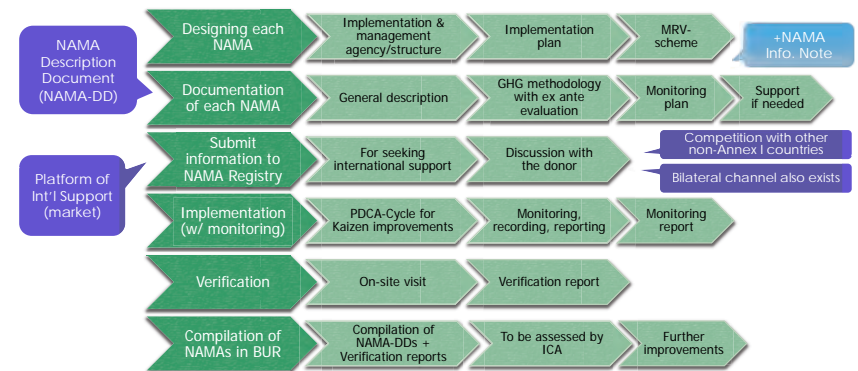 NAMA
Description
Document
(NAMA-DD)
Designing each
NAMA
Implementation &
management
agency/structure
Implementation
plan
MRV-
scheme
+NAMA
Info. Note
Documentation
of each NAMA
General description
GHG methodology
with ex ante
evaluation
Monitoring
plan
Support
if needed
Platform of
Int'l Support
(market)
Submit
information to
NAMA Registry
For seeking
international support
Discussion with
the donor
Competition with other
non-Annex I countries
Bilateral channel also exists
Implementation
(w/ monitoring)
PDCA-Cycle for
Kaizen improvements
Monitoring,
recording, reporting
Monitoring
report
Verification
On-site visit
Verification report
Compilation of
NAMAs in BUR
Compilation of
NAMA-DDs +
Verification reports
To be assessed by
ICA
Further
improvements